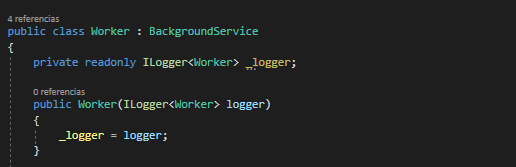 4 referencias
public class Worker : BackgroundService
{
private readonly ILogger<Worker> _logger;
0 referencias
public Worker(ILogger<Worker> logger)
{
_logger = logger;
}